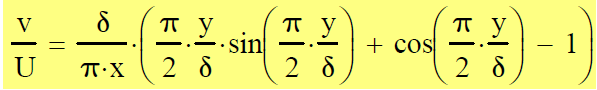 v/U = δ/(π·x)·(π/2·y/δ·sin(π/2·y/δ) + cos(π/2·y/δ) − 1)